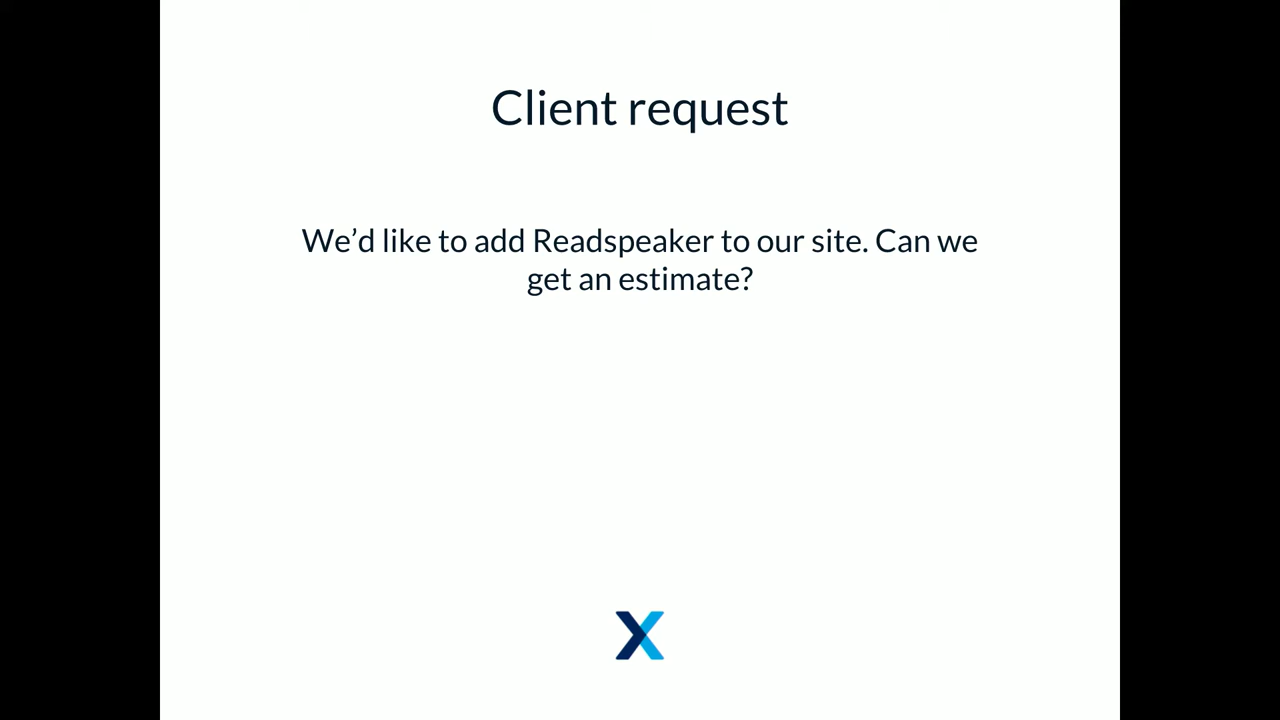 Client request
We’d like to add Readspeaker to our site. Can we
get an estimate?